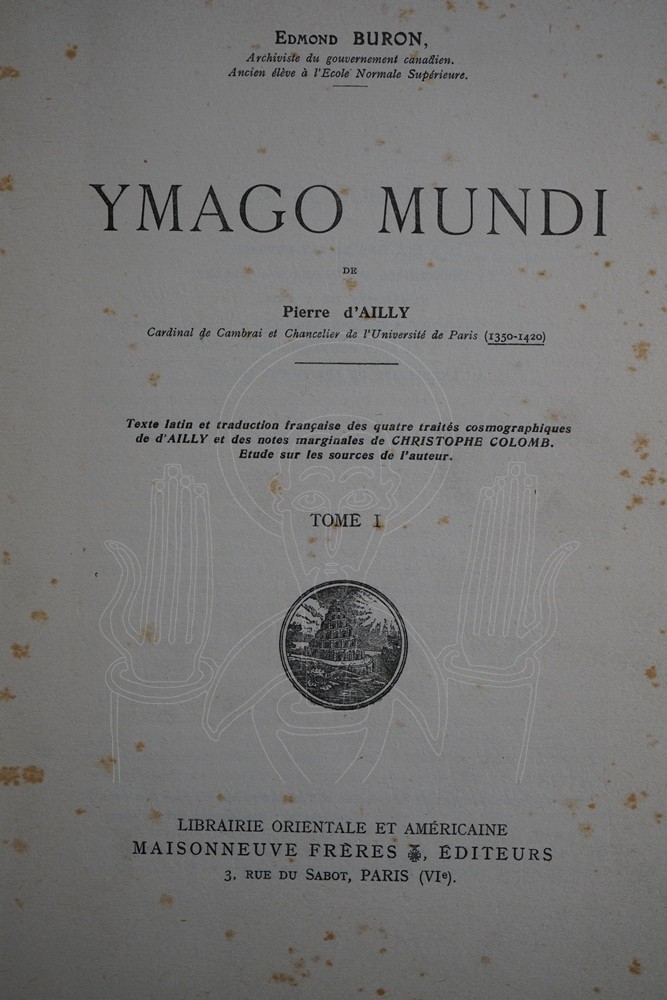 Edmond BURON,
Archiviste du gouvernement canadien.
Ancien élève à l'Ecole Normale Supérieure.
YMAGO MUNDI
DE
Pierre d'AILLY
Cardinal de Cambrai et Chancelier de l'Université de Paris (1350-1420)
Texte latin et traduction française des quatre traités cosmographiques
de d'AILLY et des notes marginales de CHRISTOPHE COLOMB.
Etude sur les sources de l'auteur.
TOME I
LIBRAIRIE ORIENTALE ET AMÉRICAINE
MAISONNEUVE FRÈRES, ÉDITEURS
3, RUE DU SABOT, PARIS (VIe).